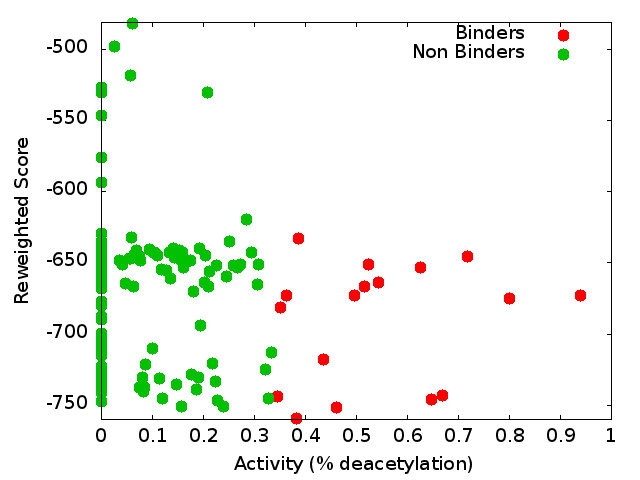 Binders
Non Binders
-500
-550
-600
-650
-700
-750
Reweighted Score
0 0.1 0.2 0.3 0.4 0.5 0.6 0.7 0.8 0.9 1
Activity (% deacetylation)